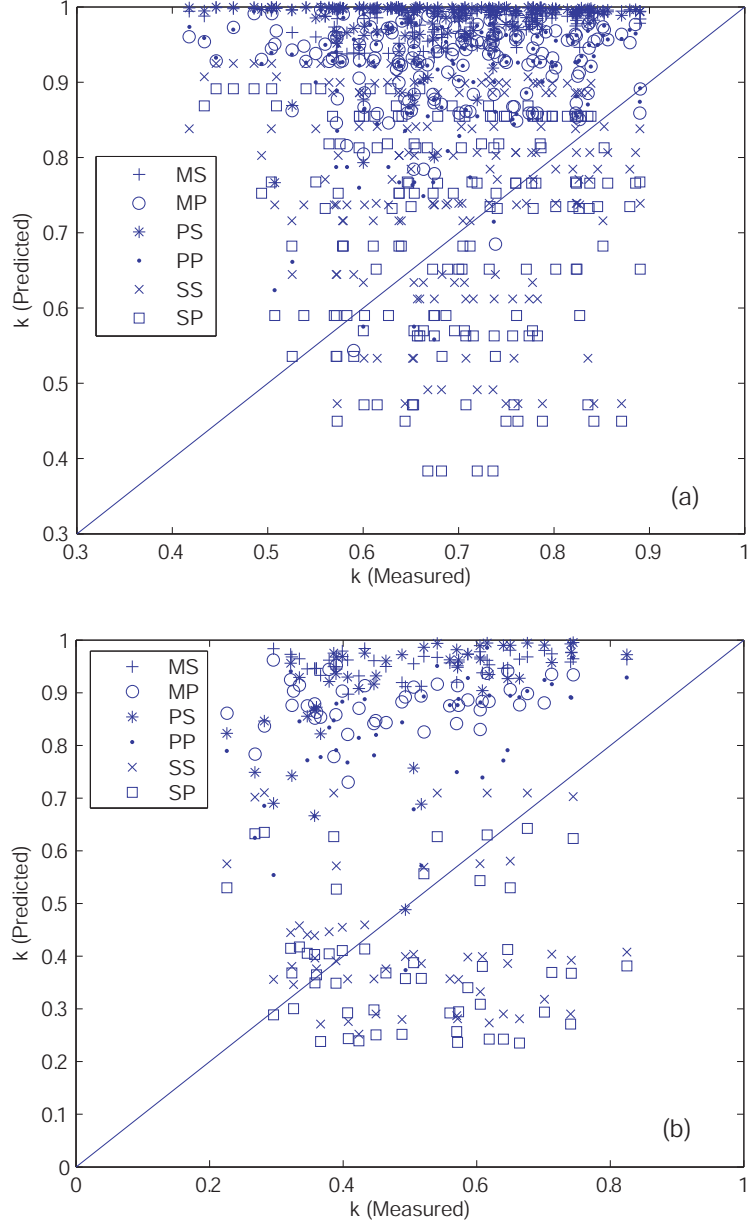 1
0.9
0.8
0.7
0.6
0.5
0.4
0.3
k (Predicted)
MS
MP
PS
PP
SS
SP
(a)
0.3 0.4 0.5 0.6 0.7 0.8 0.9 1
k (Measured)
1
0.9
0.8
0.7
0.6
0.5
0.4
0.3
0.2
0.1
0
k (Predicted)
MS
MP
PS
PP
SS
SP
(b)
0 0.2 0.4 0.6 0.8 1
k (Measured)